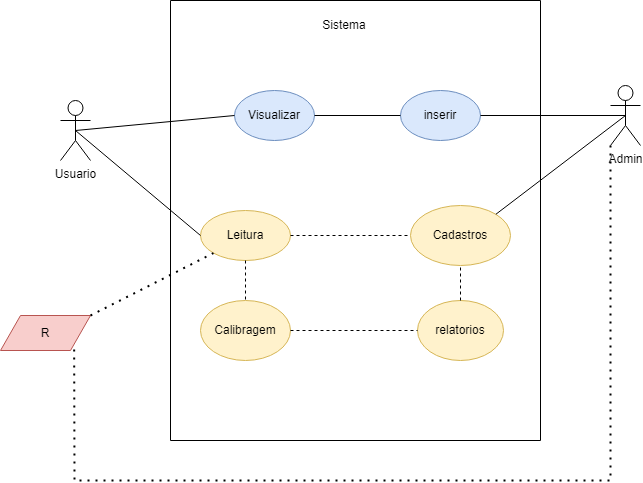 Sistema
Visualizar
inserir
Usuario
Admin
Leitura
Cadastros
R
Calibragem
relatorios